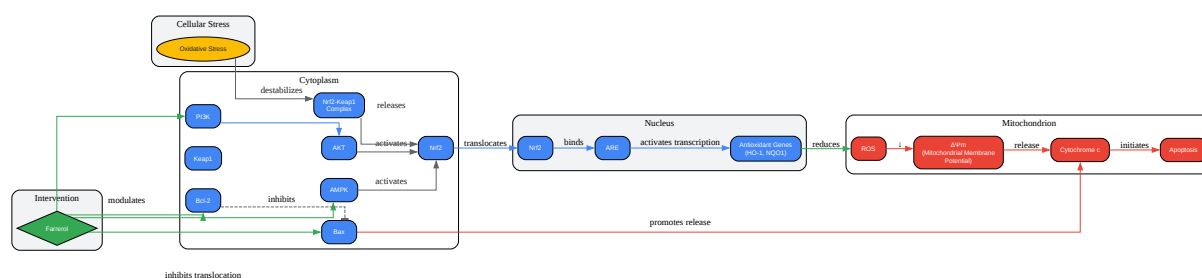 Cellular Stress
Oxidative Stress
Cytoplasm
destabilizes
Nrf2-Keap1
Complex
releases
PI3K
AKT
activates
Nrf2
translocates
Keap1
AMPK
activates
Bcl-2
inhibits
Bax
Intervention
modulates
Farrerol
Nucleus
Nrf2
binds
ARE
activates transcription
Antioxidant Genes
(HO-1, NQO1)
reduces
Mitochondrion
ROS
↓
ΔΨm
(Mitochondrial Membrane
Potential)
release
Cytochrome c
initiates
Apoptosis
promotes release
inhibits translocation